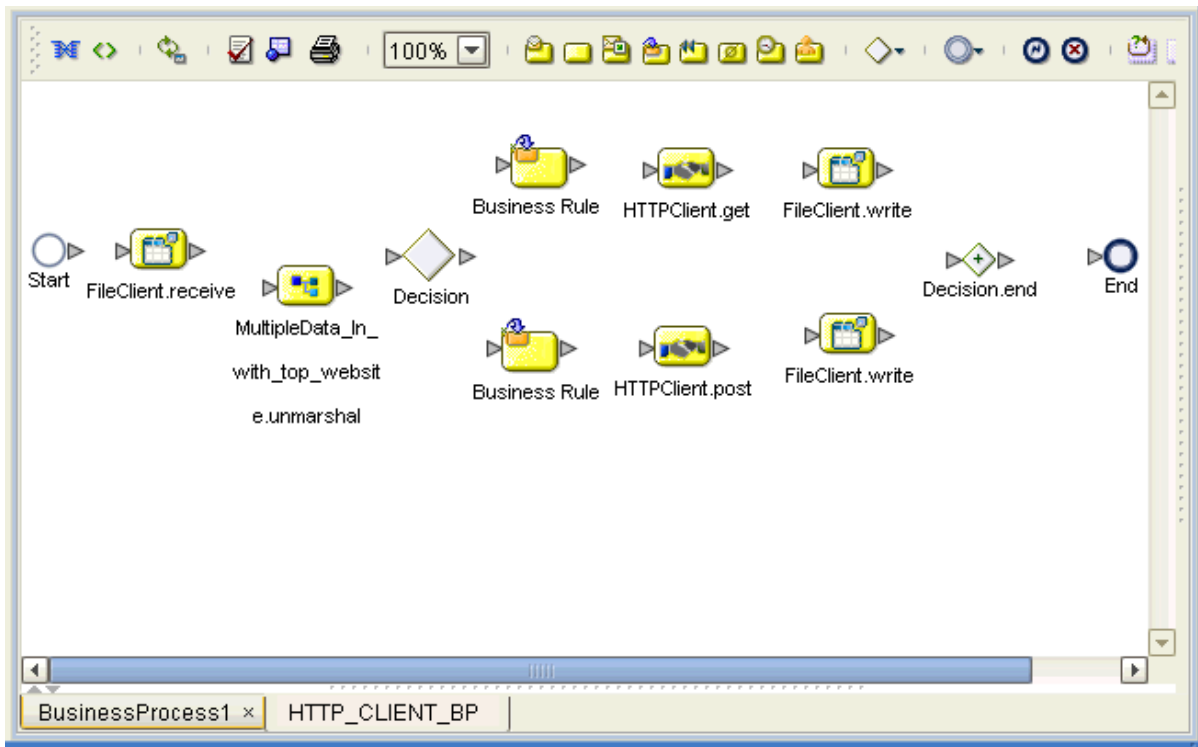 100%
Business Rule
HTTPClient.get
FileClient.write
Start
FileClient.receive
MultipleData_In_
with_top_websit
e.unmarshal
Decision
Decision.end
End
Business Rule
HTTPClient.post
FileClient.write
BusinessProcess1 ×
HTTP_CLIENT_BP